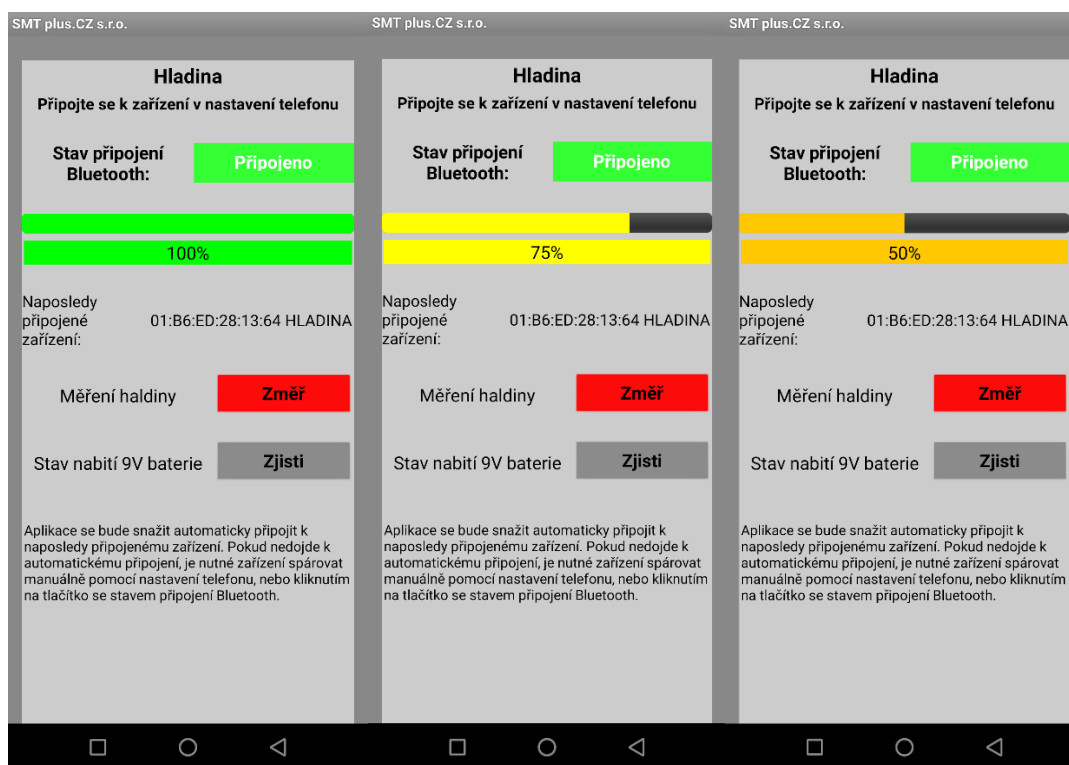 SMT plus.CZ s.r.o.
Hladina
Připojte se k zařízení v nastavení telefonu
Stav připojení
Bluetooth:
Připojeno
100%
Naposledy
připojené
zařízení:
01:B6:ED:28:13:64 HLADINA
Měření haldiny
Změř
Stav nabití 9V baterie
Zjisti
Aplikace se bude snažit automaticky připojit k
naposledy připojenému zařízení. Pokud nedojde k
automatickému připojení, je nutné zařízení spárovat
manuálně pomocí nastavení telefonu, nebo kliknutím
na tlačítko se stavem připojení Bluetooth.
SMT plus.CZ s.r.o.
Hladina
Připojte se k zařízení v nastavení telefonu
Stav připojení
Bluetooth:
Připojeno
75%
Naposledy
připojené
zařízení:
01:B6:ED:28:13:64 HLADINA
Měření haldiny
Změř
Stav nabití 9V baterie
Zjisti
Aplikace se bude snažit automaticky připojit k
naposledy připojenému zařízení. Pokud nedojde k
automatickému připojení, je nutné zařízení spárovat
manuálně pomocí nastavení telefonu, nebo kliknutím
na tlačítko se stavem připojení Bluetooth.
SMT plus.CZ s.r.o.
Hladina
Připojte se k zařízení v nastavení telefonu
Stav připojení
Bluetooth:
Připojeno
50%
Naposledy
připojené
zařízení:
01:B6:ED:28:13:64 HLADINA
Měření haldiny
Změř
Stav nabití 9V baterie
Zjisti
Aplikace se bude snažit automaticky připojit k
naposledy připojenému zařízení. Pokud nedojde k
automatickému připojení, je nutné zařízení spárovat
manuálně pomocí nastavení telefonu, nebo kliknutím
na tlačítko se stavem připojení Bluetooth.